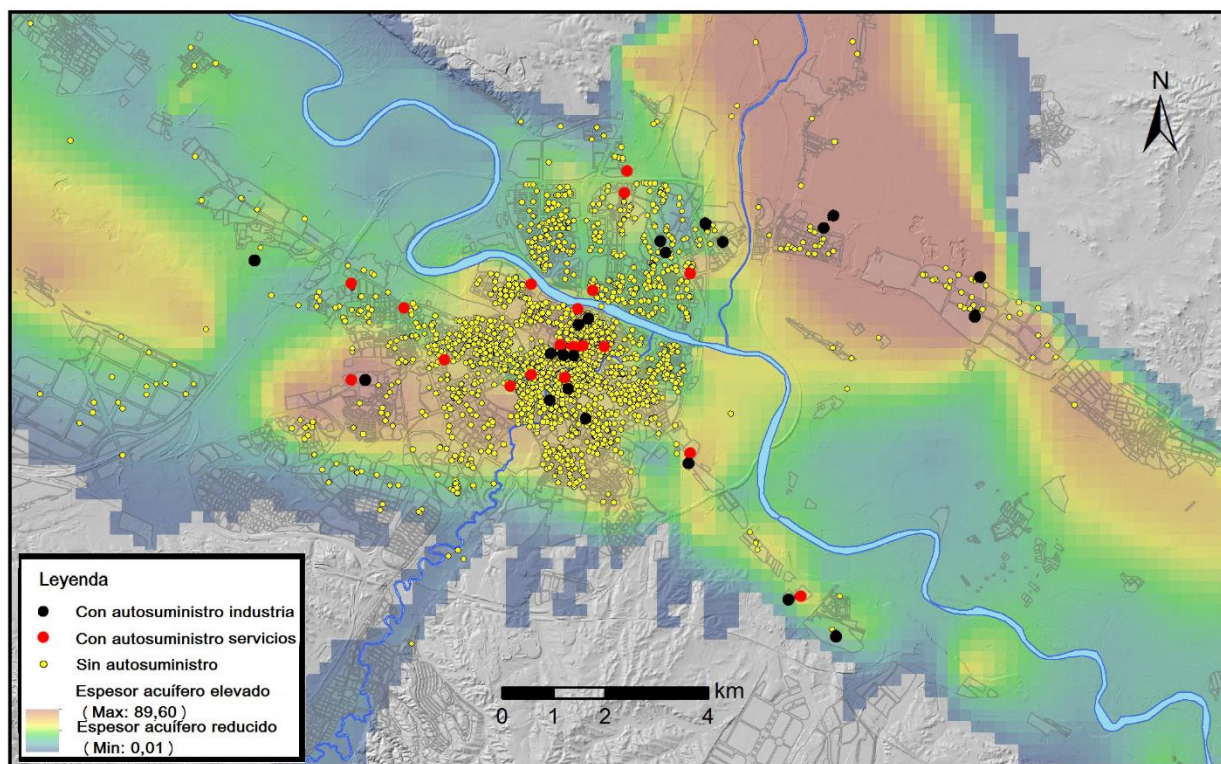 N
km
0 1 2 4
Leyenda
Con autosuministro industria
Con autosuministro servicios
Sin autosuministro
Espesor acuífero elevado
( Max: 89,60 )
Espesor acuífero reducido
( Min: 0,01 )